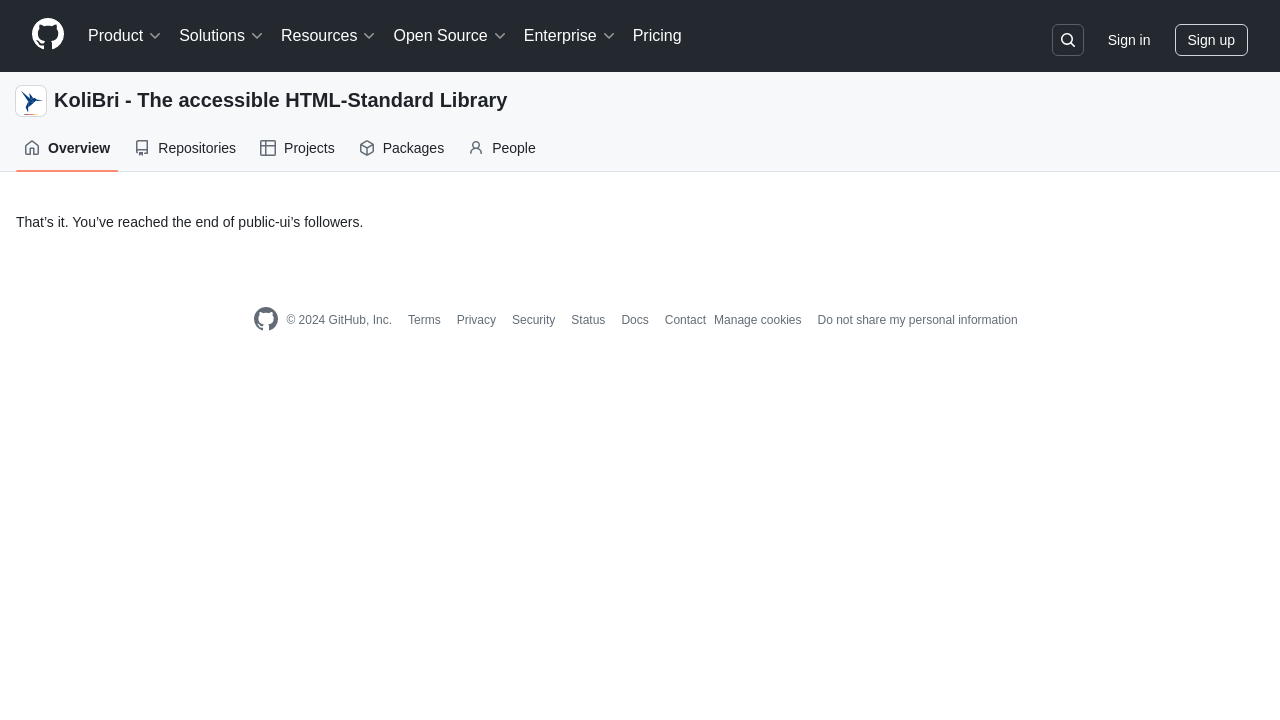 Product Solutions Resources Open Source Enterprise Pricing Sign in Sign up
KoliBri - The accessible HTML-Standard Library
Overview Repositories Projects Packages People
That’s it. You’ve reached the end of public-ui’s followers.
© 2024 GitHub, Inc. Terms Privacy Security Status Docs Contact Manage cookies Do not share my personal information